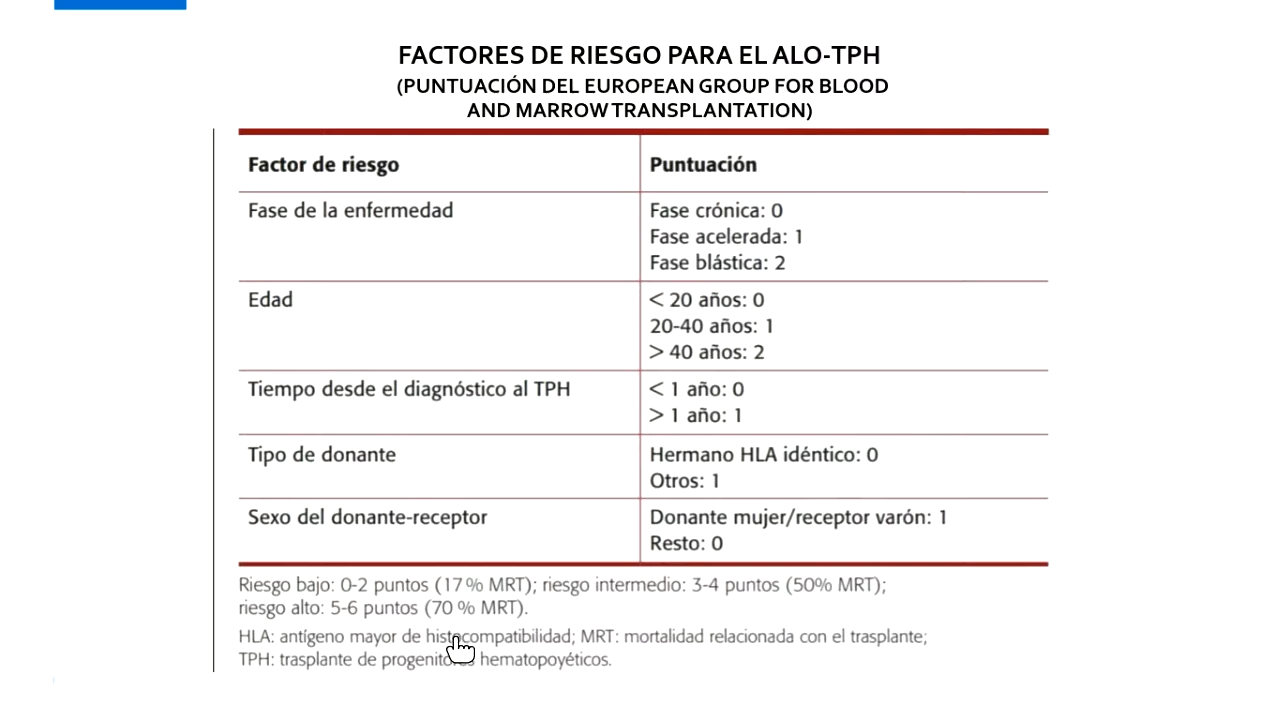 FACTORES DE RIESGO PARA EL ALO-TPH
(PUNTUACIÓN DEL EUROPEAN GROUP FOR BLOOD
AND MARROW TRANSPLANTATION)
Factor de riesgo
Puntuación
Fase de la enfermedad
Fase crónica: 0
Fase acelerada: 1
Fase blástica: 2
Edad
< 20 años: 0
20-40 años: 1
> 40 años: 2
Tiempo desde el diagnóstico al TPH
< 1 año: 0
> 1 año: 1
Tipo de donante
Hermano HLA idéntico: 0
Otros: 1
Sexo del donante-receptor
Donante mujer/receptor varón: 1
Resto: 0
Riesgo bajo: 0-2 puntos (17 % MRT); riesgo intermedio: 3-4 puntos (50% MRT);
riesgo alto: 5-6 puntos (70 % MRT).
HLA: antígeno mayor de histocompatibilidad; MRT: mortalidad relacionada con el trasplante;
TPH: trasplante de progenitores hematopoyéticos.